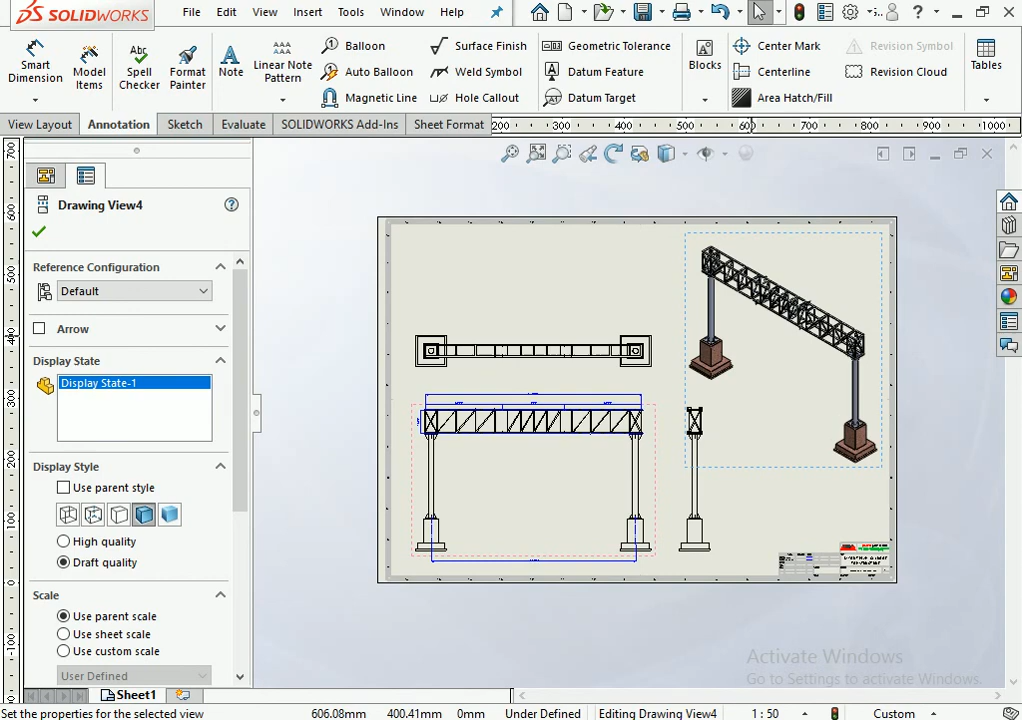 SOLIDWORKS File Edit View Insert Tools Window Help ?
Smart Dimension
Model Items
Abc
Spell Checker
Format Painter
A
Note
Linear Note Pattern
Balloon
Auto Balloon
Magnetic Line
Surface Finish
Weld Symbol
Hole Callout
Geometric Tolerance
Datum Feature
Datum Target
Blocks
Center Mark
Centerline
Area Hatch/Fill
Revision Symbol
Revision Cloud
Tables
View Layout Annotation Sketch Evaluate SOLIDWORKS Add-Ins Sheet Format
200 300 400 500 600 700 800 900 1000
700
600
500
400
300
200
100
0
-100
Drawing View4
Reference Configuration
Default
Arrow
Display State
Display State-1
Display Style
Use parent style
High quality
Draft quality
Scale
Use parent scale
Use sheet scale
Use custom scale
User Defined
Activate Windows
Go to Settings to activate Windows.
Sheet1
Set the properties for the selected view 606.08mm 400.41mm 0mm Under Defined Editing Drawing View4 1 : 50 Custom